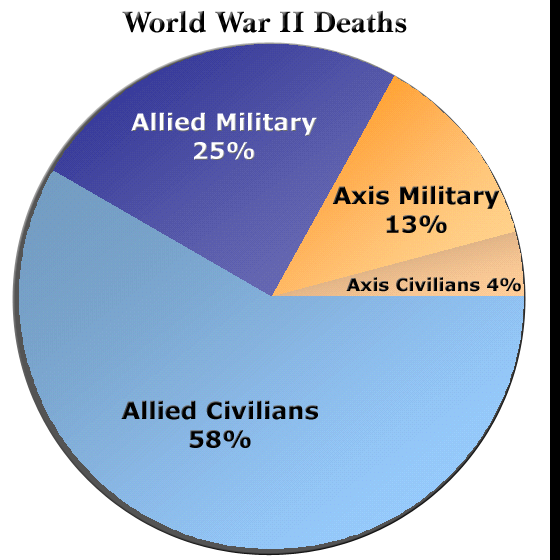 World War II Deaths
Allied Military
25%
Axis Military
13%
Axis Civilians 4%
Allied Civilians
58%